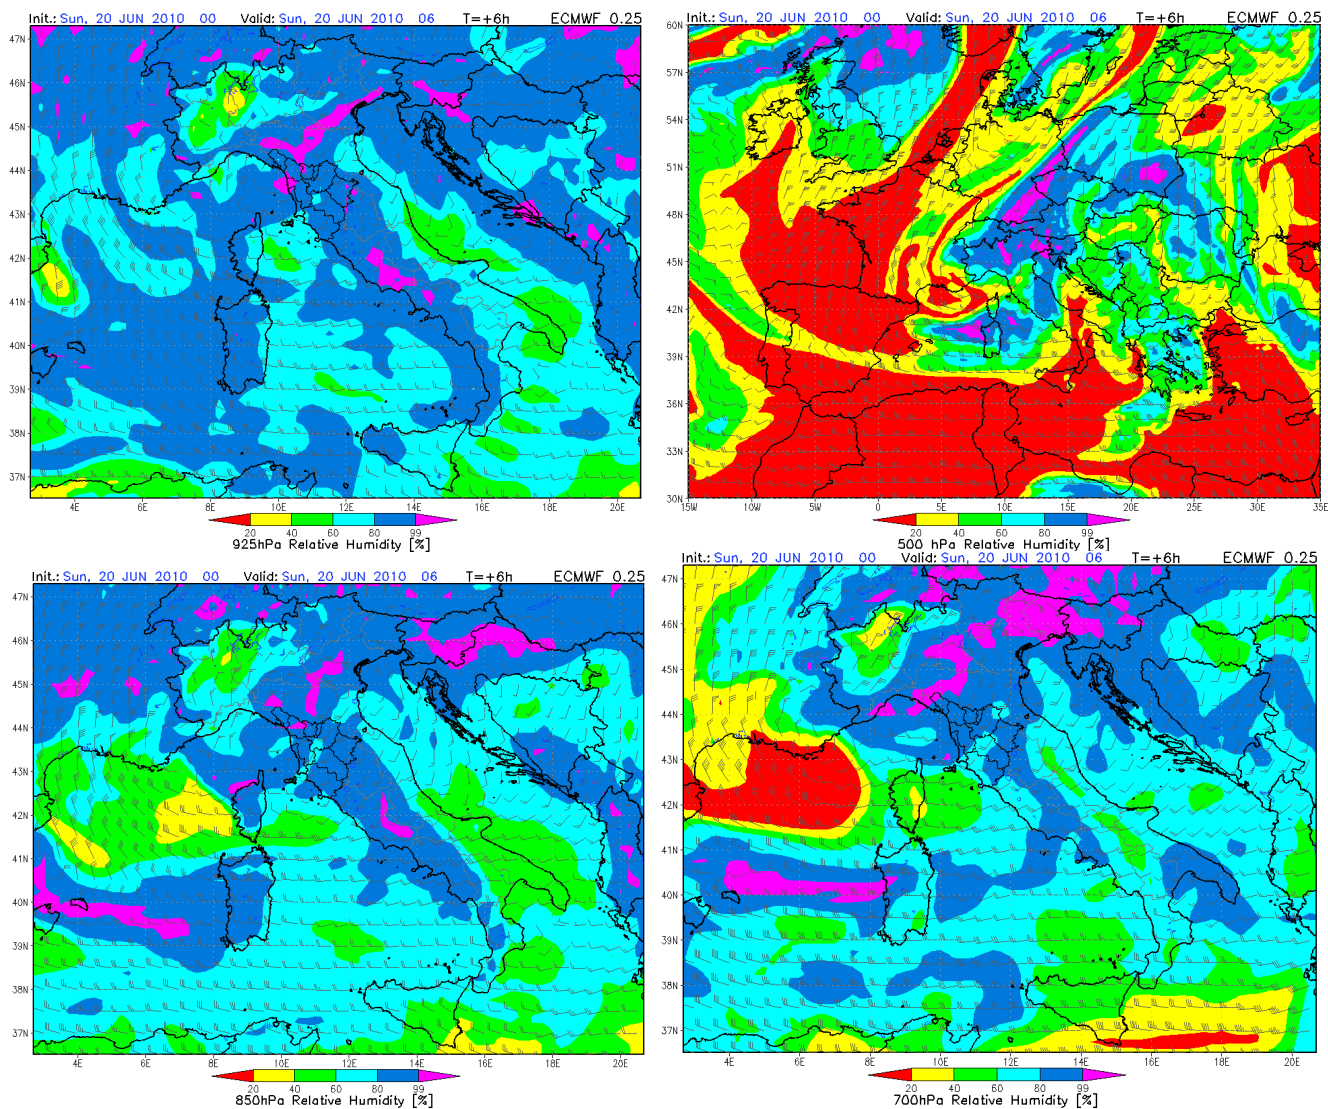 Init.: Sun, 20 JUN 2010 00 Valid: Sun, 20 JUN 2010 06 T=+6h ECMWF 0.25
47N
46N
45N
44N
43N
42N
41N
40N
39N
38N
37N
4E 6E 8E 10E 12E 14E 16E 18E 20E
20 40 60 80 99
925hPa Relative Humidity [%]
Init.: Sun, 20 JUN 2010 00 Valid: Sun, 20 JUN 2010 06 T=+6h ECMWF 0.25
60N
57N
54N
51N
48N
45N
42N
39N
36N
33N
30N
15W 10W 5W 0 5E 10E 15E 20E 25E 30E 35E
20 40 60 80 99
500 hPa Relative Humidity [%]
Init.: Sun, 20 JUN 2010 00 Valid: Sun, 20 JUN 2010 06 T=+6h ECMWF 0.25
47N
46N
45N
44N
43N
42N
41N
40N
39N
38N
37N
4E 6E 8E 10E 12E 14E 16E 18E 20E
20 40 60 80 99
850hPa Relative Humidity [%]
Init.: Sun, 20 JUN 2010 00 Valid: Sun, 20 JUN 2010 06 T=+6h ECMWF 0.25
47N
46N
45N
44N
43N
42N
41N
40N
39N
38N
37N
4E 6E 8E 10E 12E 14E 16E 18E 20E
20 40 60 80 99
700hPa Relative Humidity [%]